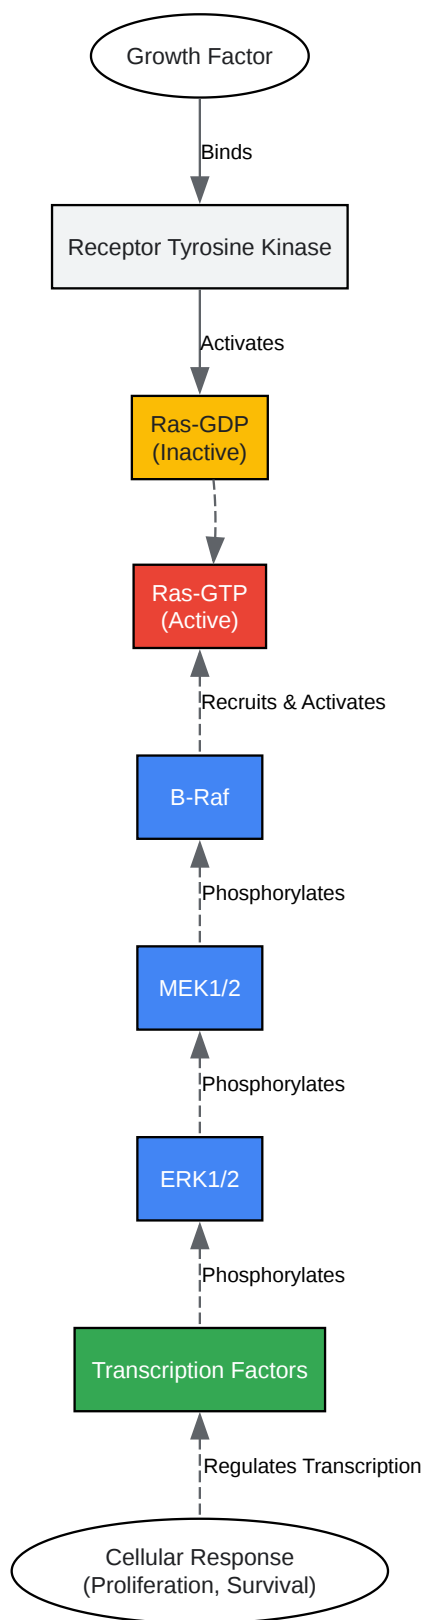 Growth Factor
Binds
Receptor Tyrosine Kinase
Activates
Ras-GDP
(Inactive)
Ras-GTP
(Active)
Recruits & Activates
B-Raf
Phosphorylates
MEK1/2
Phosphorylates
ERK1/2
Phosphorylates
Transcription Factors
Regulates Transcription
Cellular Response
(Proliferation, Survival)